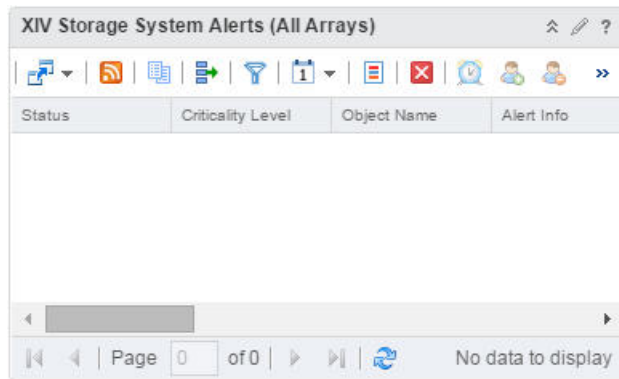 XIV Storage System Alerts (All Arrays) ?
1 »
Status Criticality Level Object Name Alert Info
Page 0 of 0 No data to display